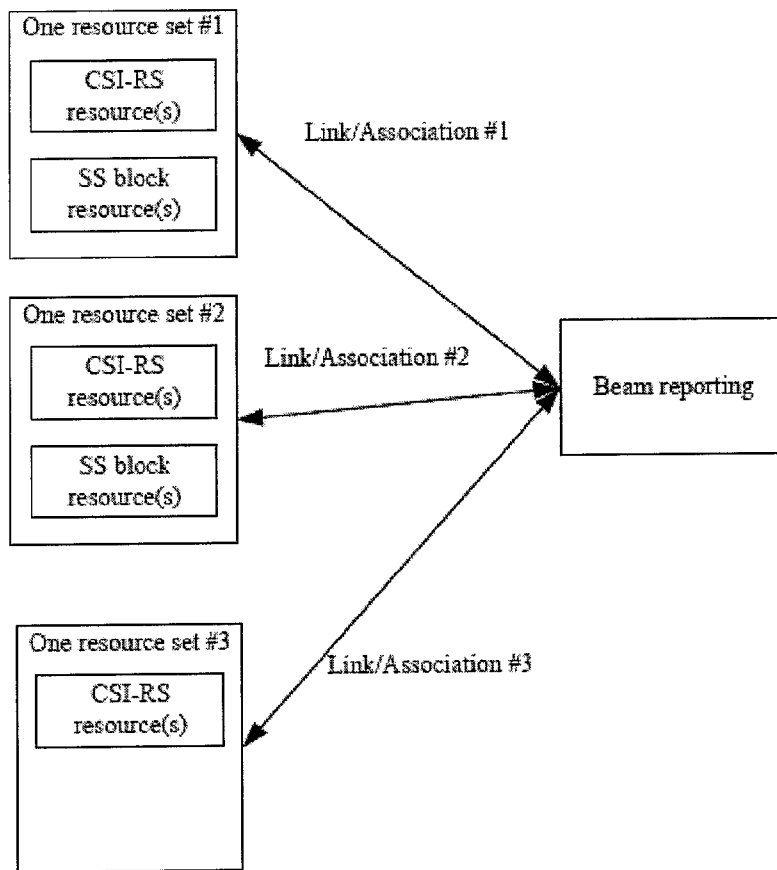 One resource set #1
CSI-RS
resource(s)
SS block
resource(s)
Link/Association #1
One resource set #2
CSI-RS
resource(s)
SS block
resource(s)
Link/Association #2
Beam reporting
One resource set #3
CSI-RS
resource(s)
Link/Association #3